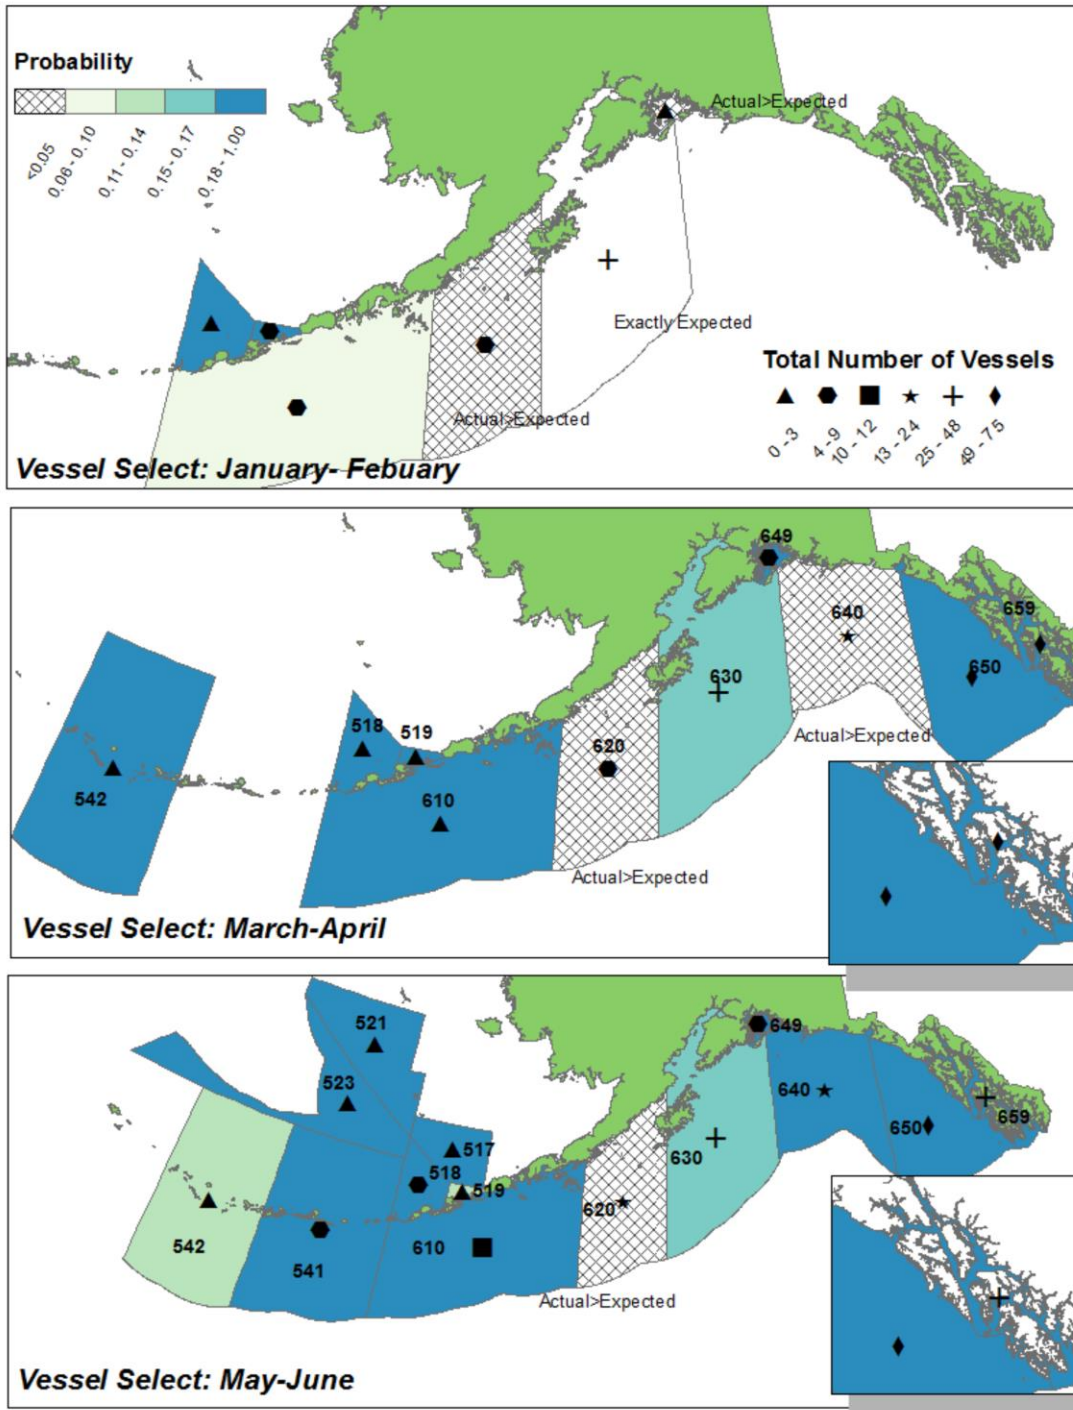 Probability
<0.05
0.06 - 0.10
0.11 - 0.14
0.15 - 0.17
0.18 - 1.00
Actual>Expected
Exactly Expected
Actual>Expected
Total Number of Vessels
0 - 3
4 - 9
10 - 12
13 - 24
25 - 48
49 - 75
Vessel Select: January- Febuary
649
659
640
650
630
518
519
620
542
610
Actual>Expected
Actual>Expected
Vessel Select: March-April
521
649
523
640
659
650
517
630
518
519
620
542
541
610
Actual>Expected
Vessel Select: May-June